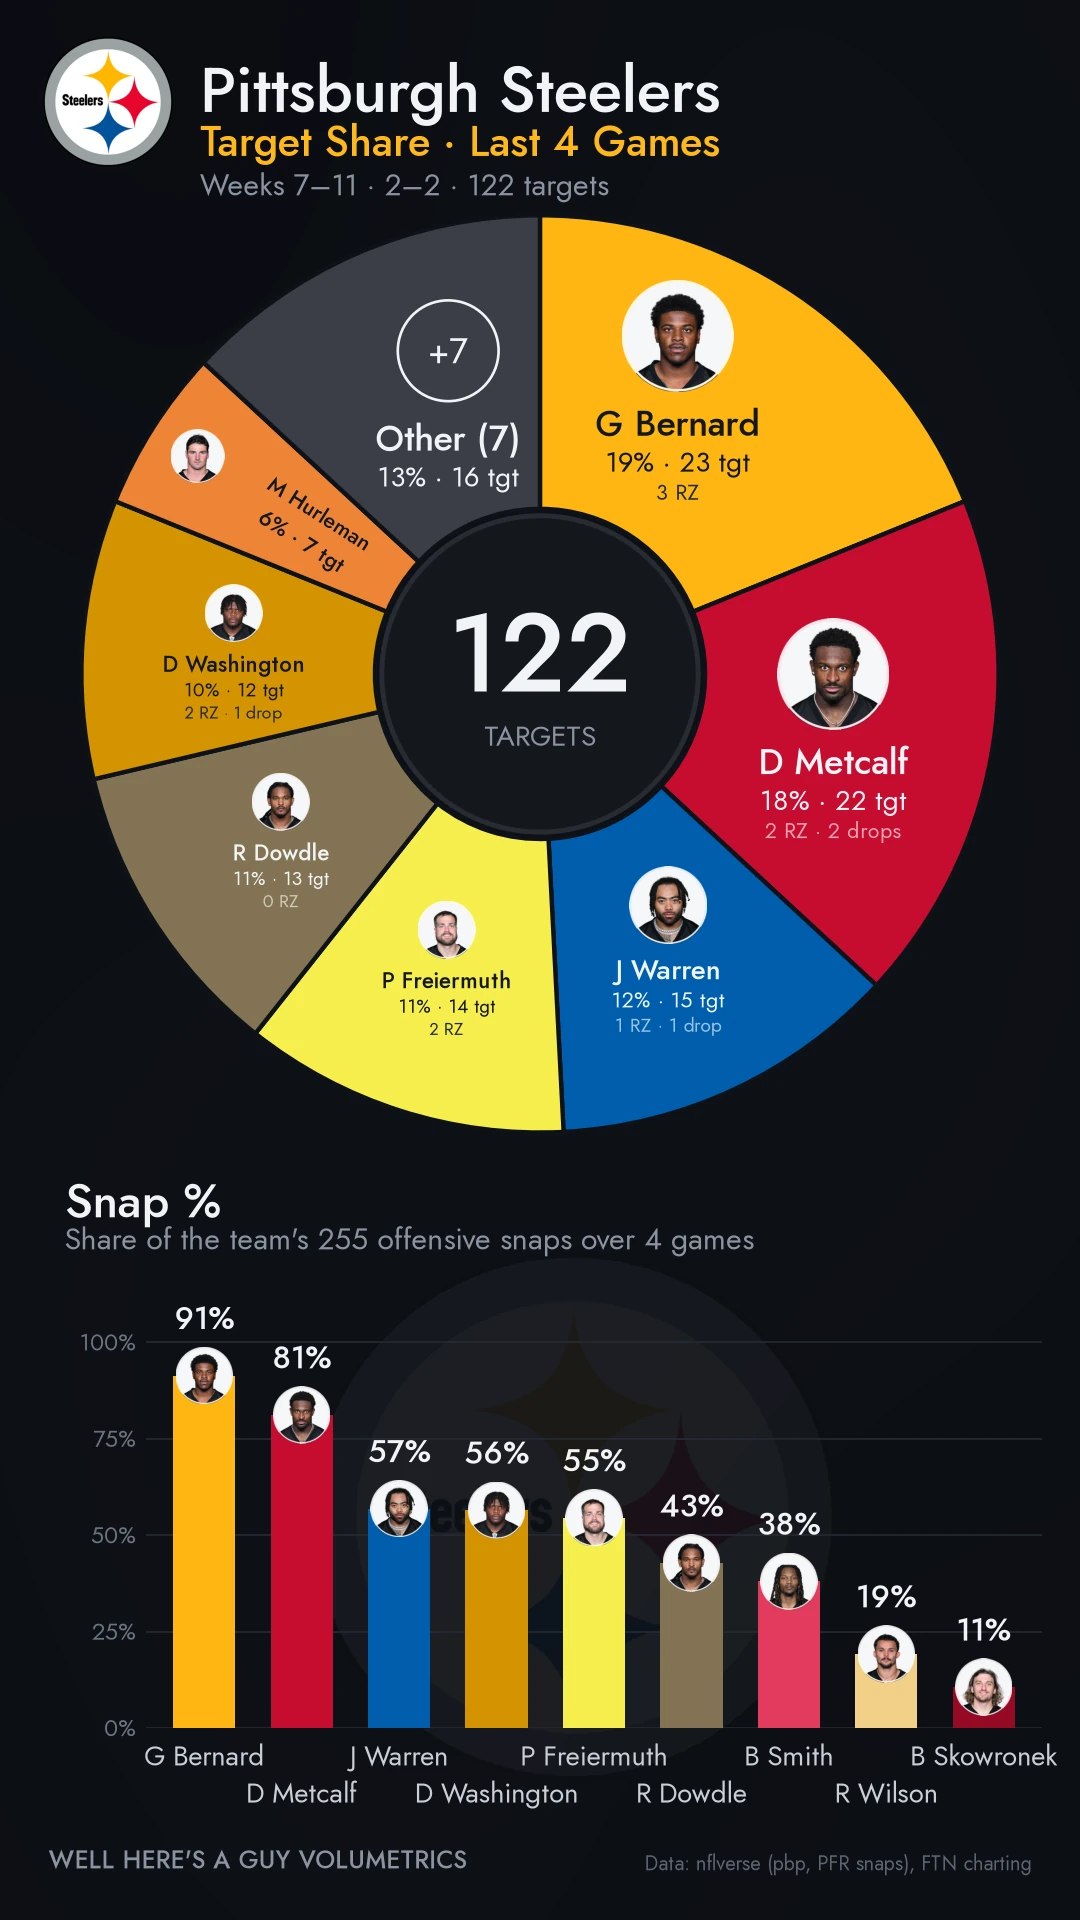 Steelers
Pittsburgh Steelers
Target Share · Last 4 Games
Weeks 7–11 · 2–2 · 122 targets
+7
Other (7)
13% · 16 tgt
G Bernard
19% · 23 tgt
3 RZ
M Hurleman
6% · 7 tgt
D Washington
10% · 12 tgt
2 RZ · 1 drop
122
TARGETS
D Metcalf
18% · 22 tgt
2 RZ · 2 drops
R Dowdle
11% · 13 tgt
0 RZ
P Freiermuth
11% · 14 tgt
2 RZ
J Warren
12% · 15 tgt
1 RZ · 1 drop
Snap %
Share of the team's 255 offensive snaps over 4 games
91%
81%
57%
56%
55%
43%
38%
19%
11%
100%
75%
50%
25%
0%
G Bernard
D Metcalf
J Warren
D Washington
P Freiermuth
R Dowdle
B Smith
R Wilson
B Skowronek
WELL HERE'S A GUY VOLUMETRICS
Data: nflverse (pbp, PFR snaps), FTN charting